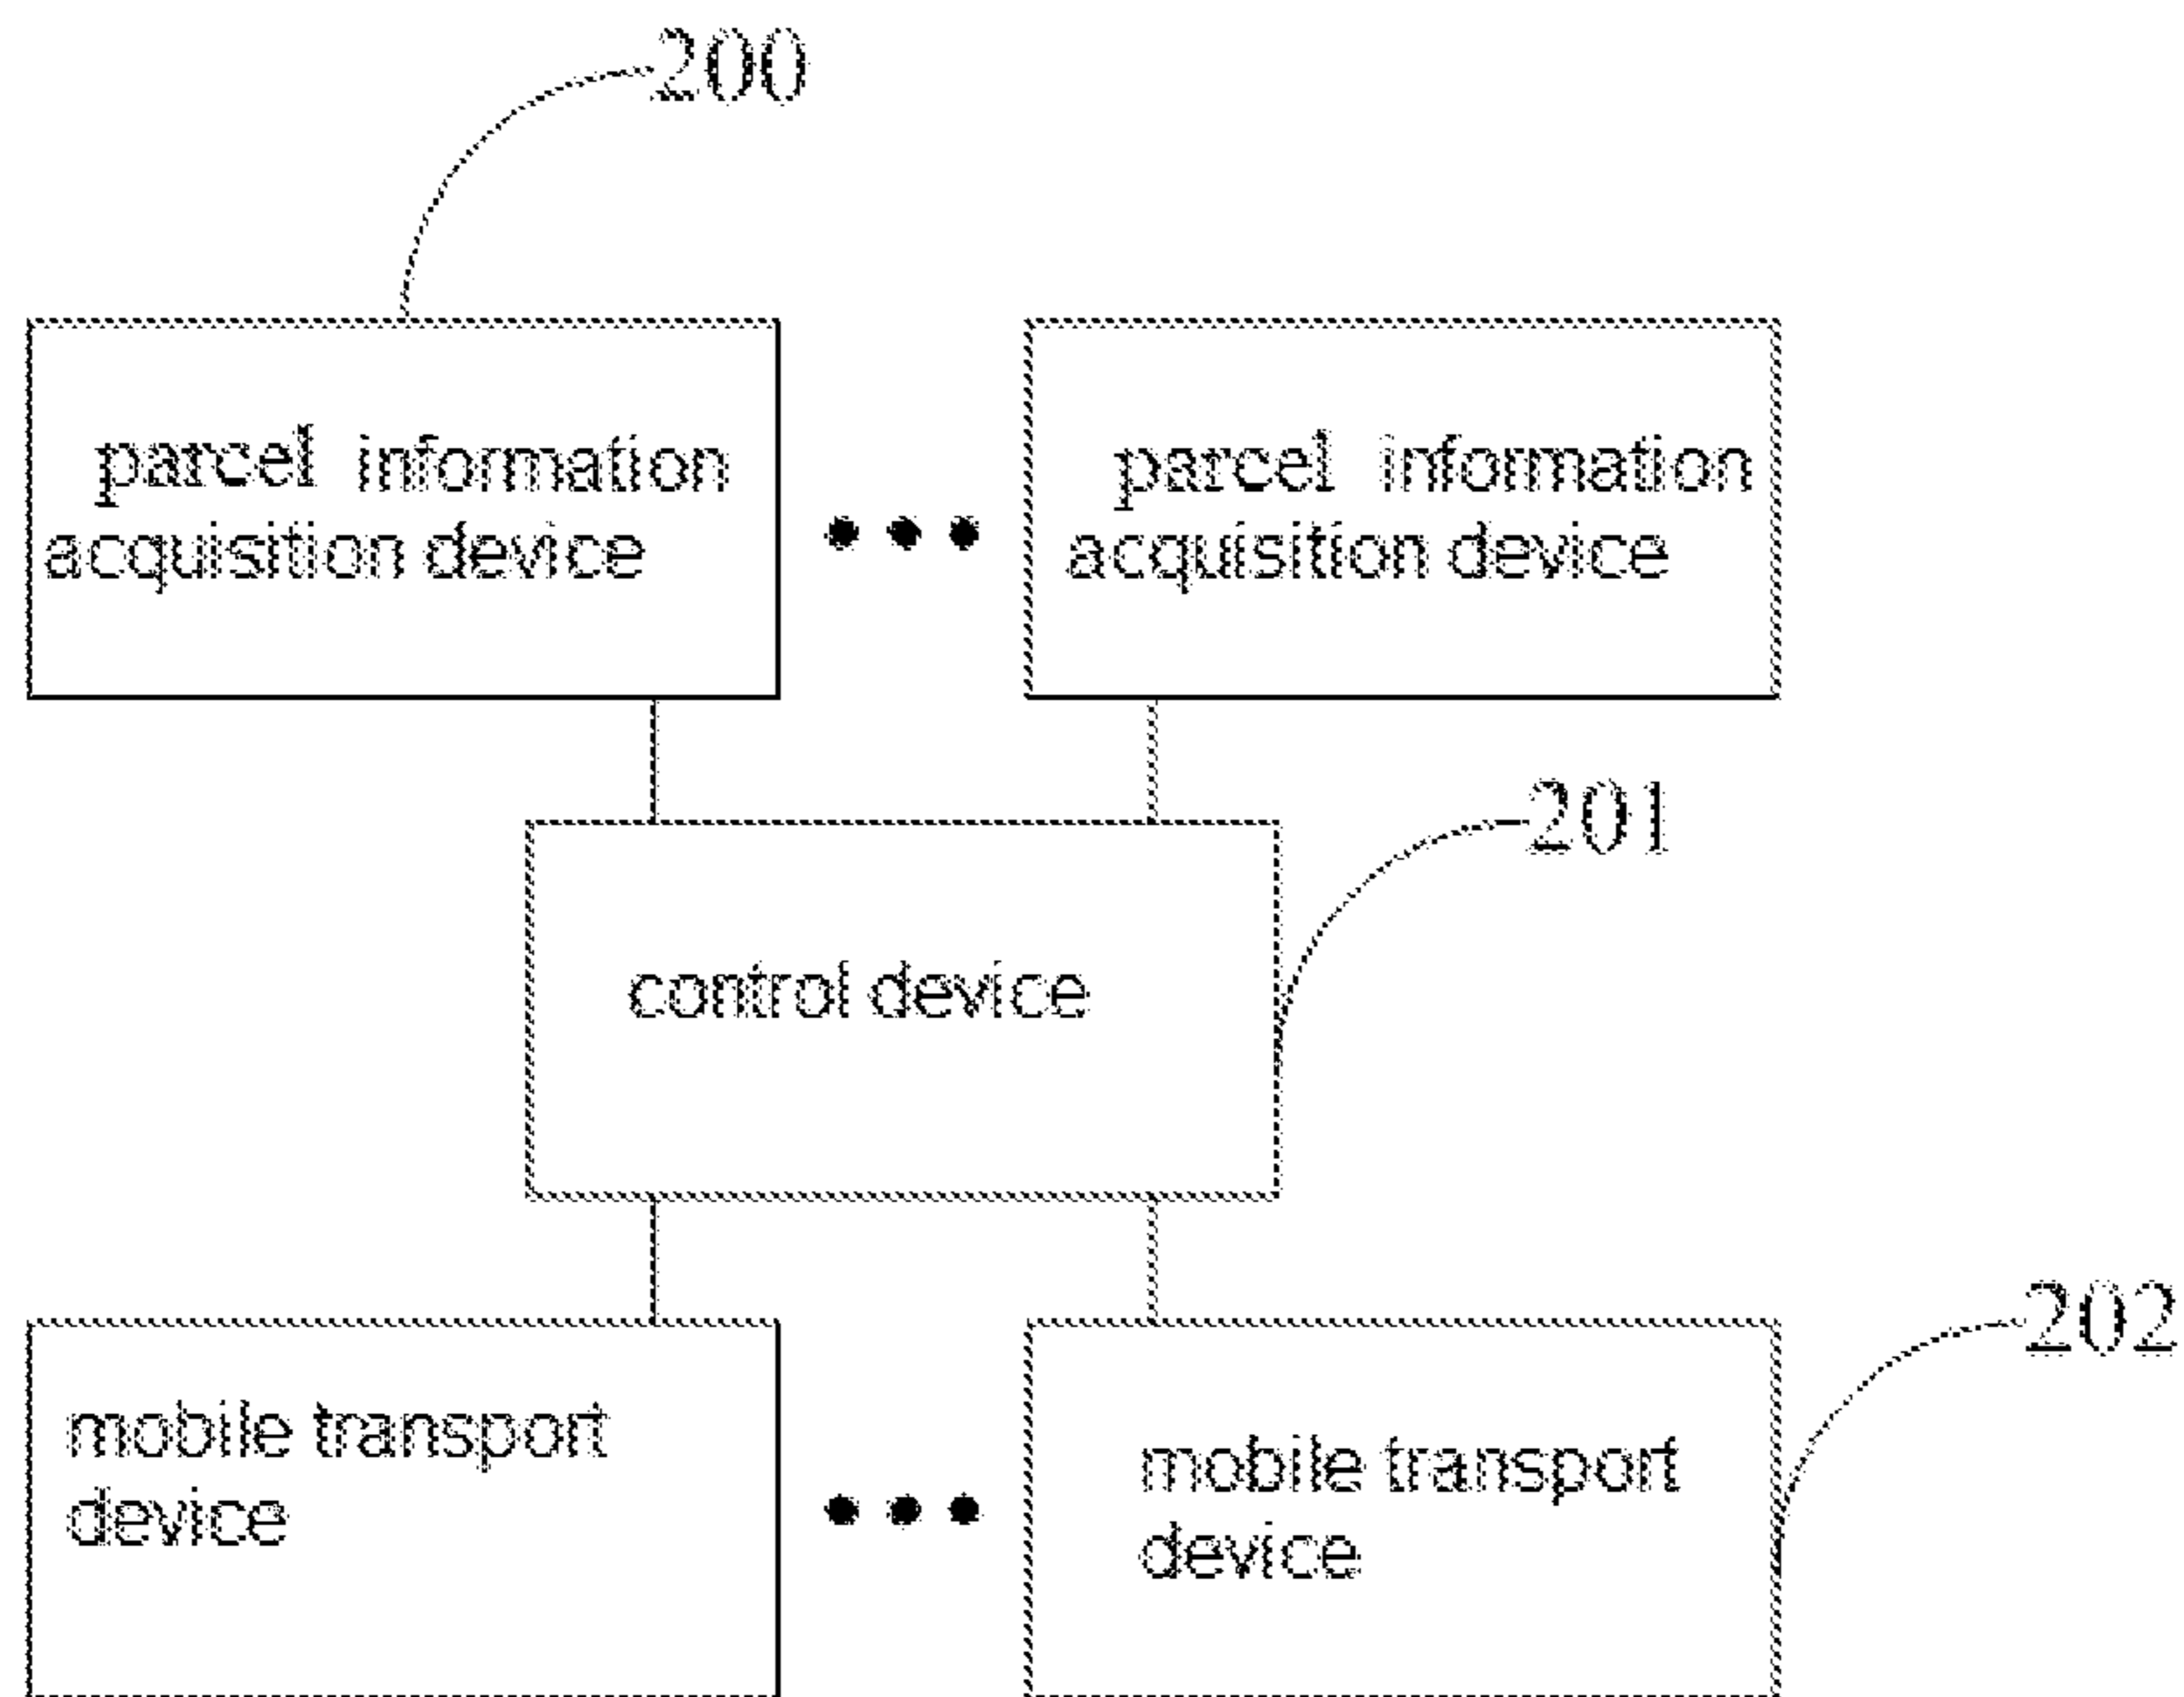 200
parcel information
acquisition device
parcel information
acquisition device
201
control device
202
mobile transport
device
mobile transport
device